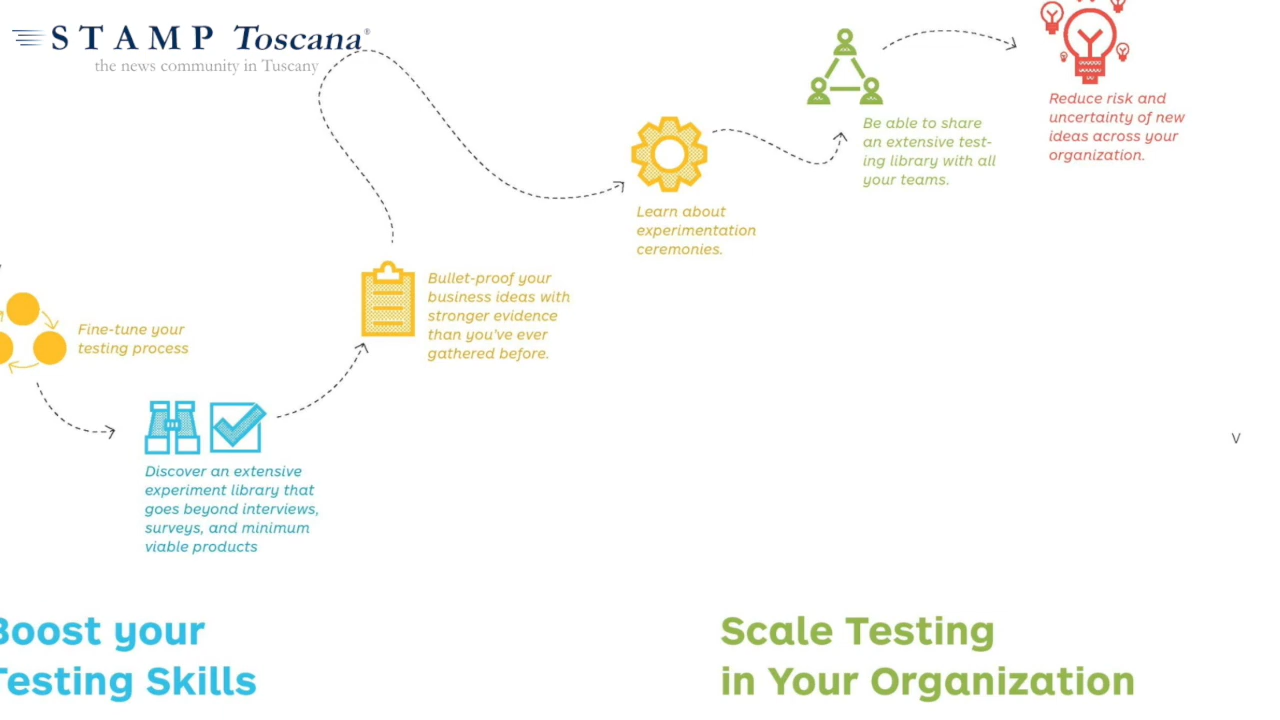 STAMP Toscana®
the news community in Tuscany
Fine-tune your
testing process
Discover an extensive
experiment library that
goes beyond interviews,
surveys, and minimum
viable products
Bullet-proof your
business ideas with
stronger evidence
than you've ever
gathered before.
Learn about
experimentation
ceremonies.
Be able to share
an extensive test-
ing library with all
your teams.
Reduce risk and
uncertainty of new
ideas across your
organization.
V
Boost your
Testing Skills
Scale Testing
in Your Organization